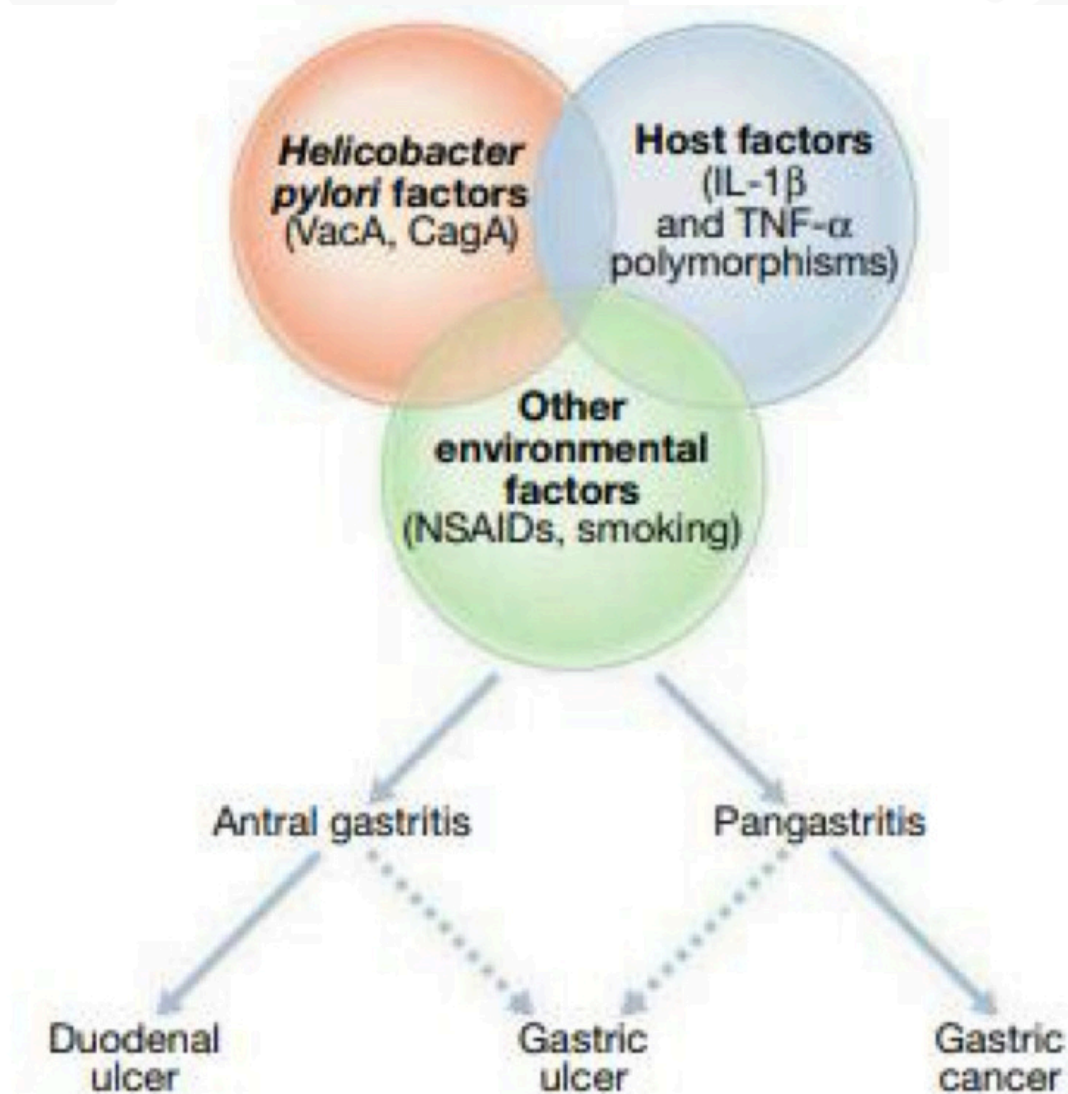 Helicobacter
pylori factors
(VacA, CagA)
Host factors
(IL-1β
and TNF-α
polymorphisms)
Other
environmental
factors
(NSAIDs, smoking)
Antral gastritis
Pangastritis
Duodenal
ulcer
Gastric
ulcer
Gastric
cancer